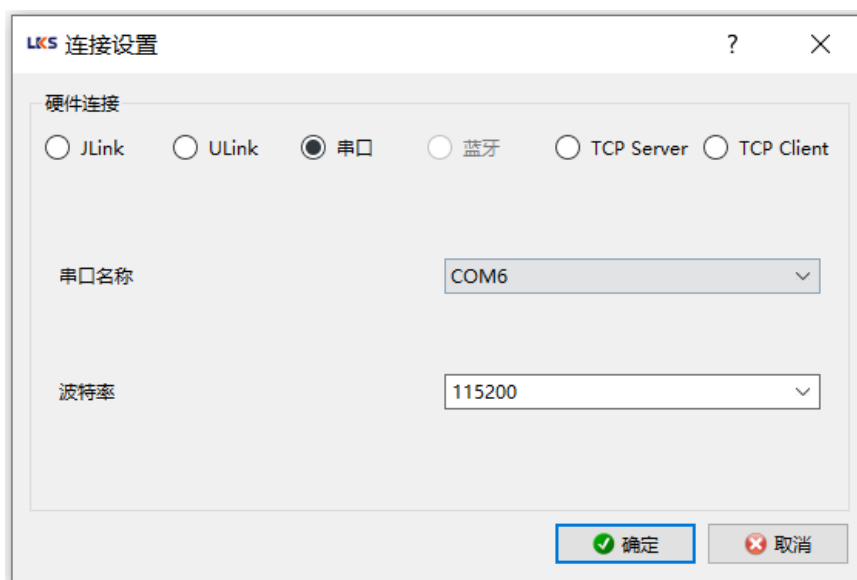 LKS 连接设置 ?
硬件连接
JLink ULink 串口 蓝牙 TCP Server TCP Client
串口名称 COM6
波特率 115200
确定 取消